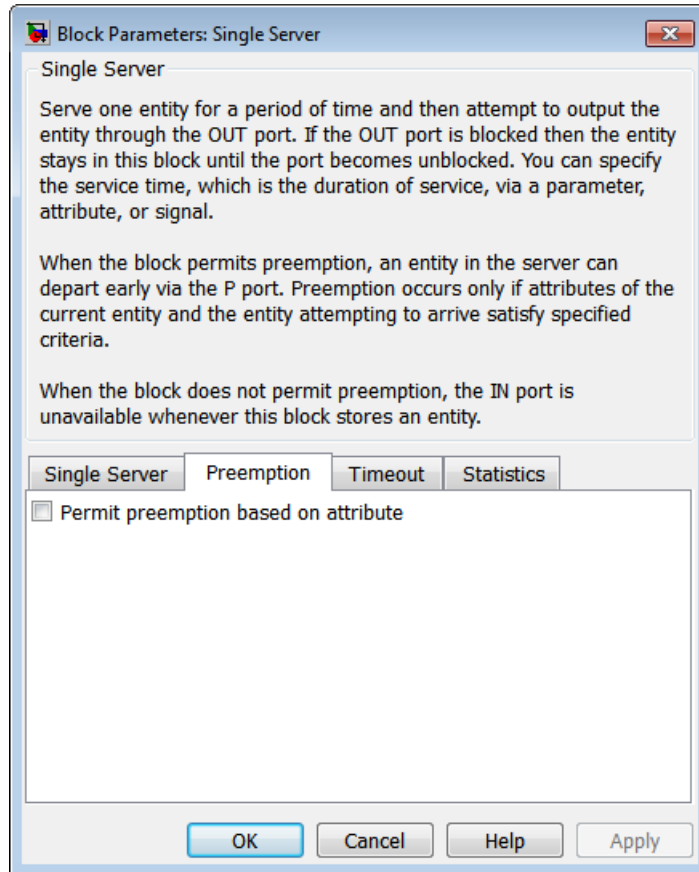 Block Parameters: Single Server
Single Server
Serve one entity for a period of time and then attempt to output the
entity through the OUT port. If the OUT port is blocked then the entity
stays in this block until the port becomes unblocked. You can specify
the service time, which is the duration of service, via a parameter,
attribute, or signal.
When the block permits preemption, an entity in the server can
depart early via the P port. Preemption occurs only if attributes of the
current entity and the entity attempting to arrive satisfy specified
criteria.
When the block does not permit preemption, the IN port is
unavailable whenever this block stores an entity.
Single Server Preemption Timeout Statistics
Permit preemption based on attribute
OK Cancel Help Apply